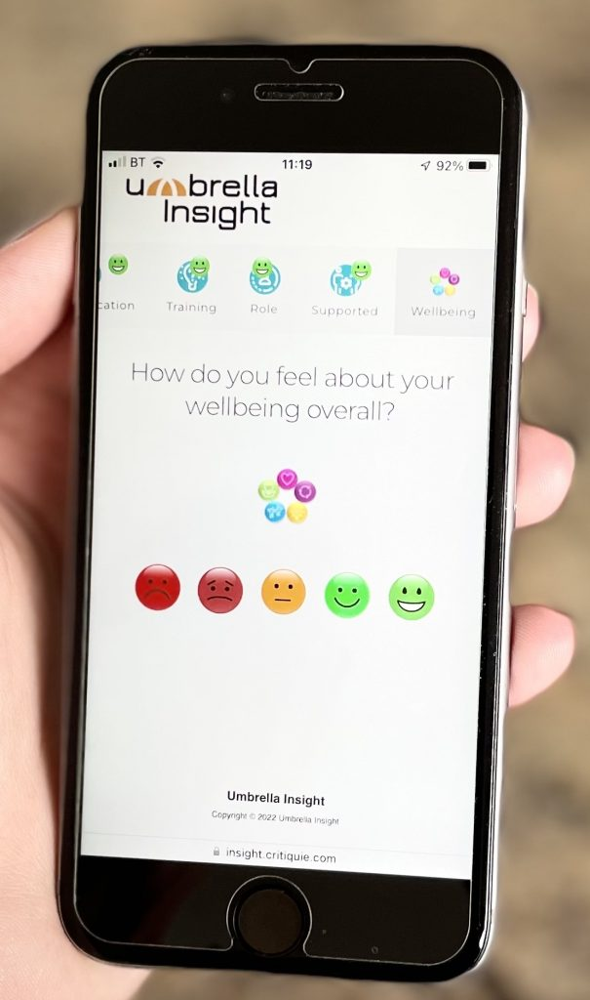 BT 11:19 92%
umbrella
Insight
cation Training Role Supported Wellbeing
How do you feel about your
wellbeing overall?
Umbrella Insight
Copyright © 2022 Umbrella Insight
insight.critiquie.com